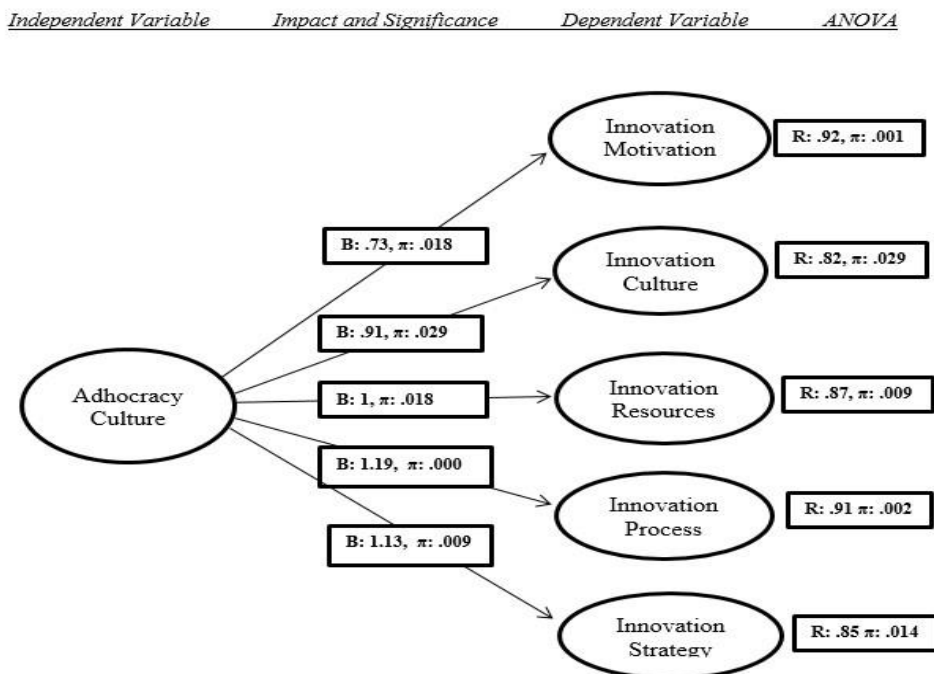 Independent Variable Impact and Significance Dependent Variable ANOVA
Innovation
Motivation
R: .92, π: .001
B: .73, π: .018
Innovation
Culture
R: .82, π: .029
B: .91, π: .029
Adhocracy
Culture
B: 1, π: .018
Innovation
Resources
R: .87, π: .009
B: 1.19, π: .000
Innovation
Process
R: .91 π: .002
B: 1.13, π: .009
Innovation
Strategy
R: .85 π: .014